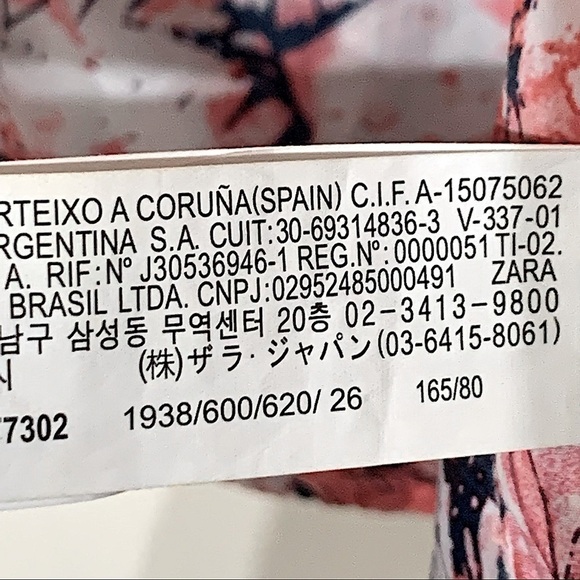 RTEIXO A CORUÑA(SPAIN) C.I.F. A-15075062
RGENTINA S.A. CUIT:30-69314836-3 V-337-01
A. RIF:Nº J30536946-1 REG.Nº:0000051 TI-02.
BRASIL LTDA. CNPJ:02952485000491 ZARA
남구 삼성동 무역센터 20층 02-3413-9800
(株)ザラ・ジャパン(03-6415-8061)
7302 1938/600/620/ 26 165/80